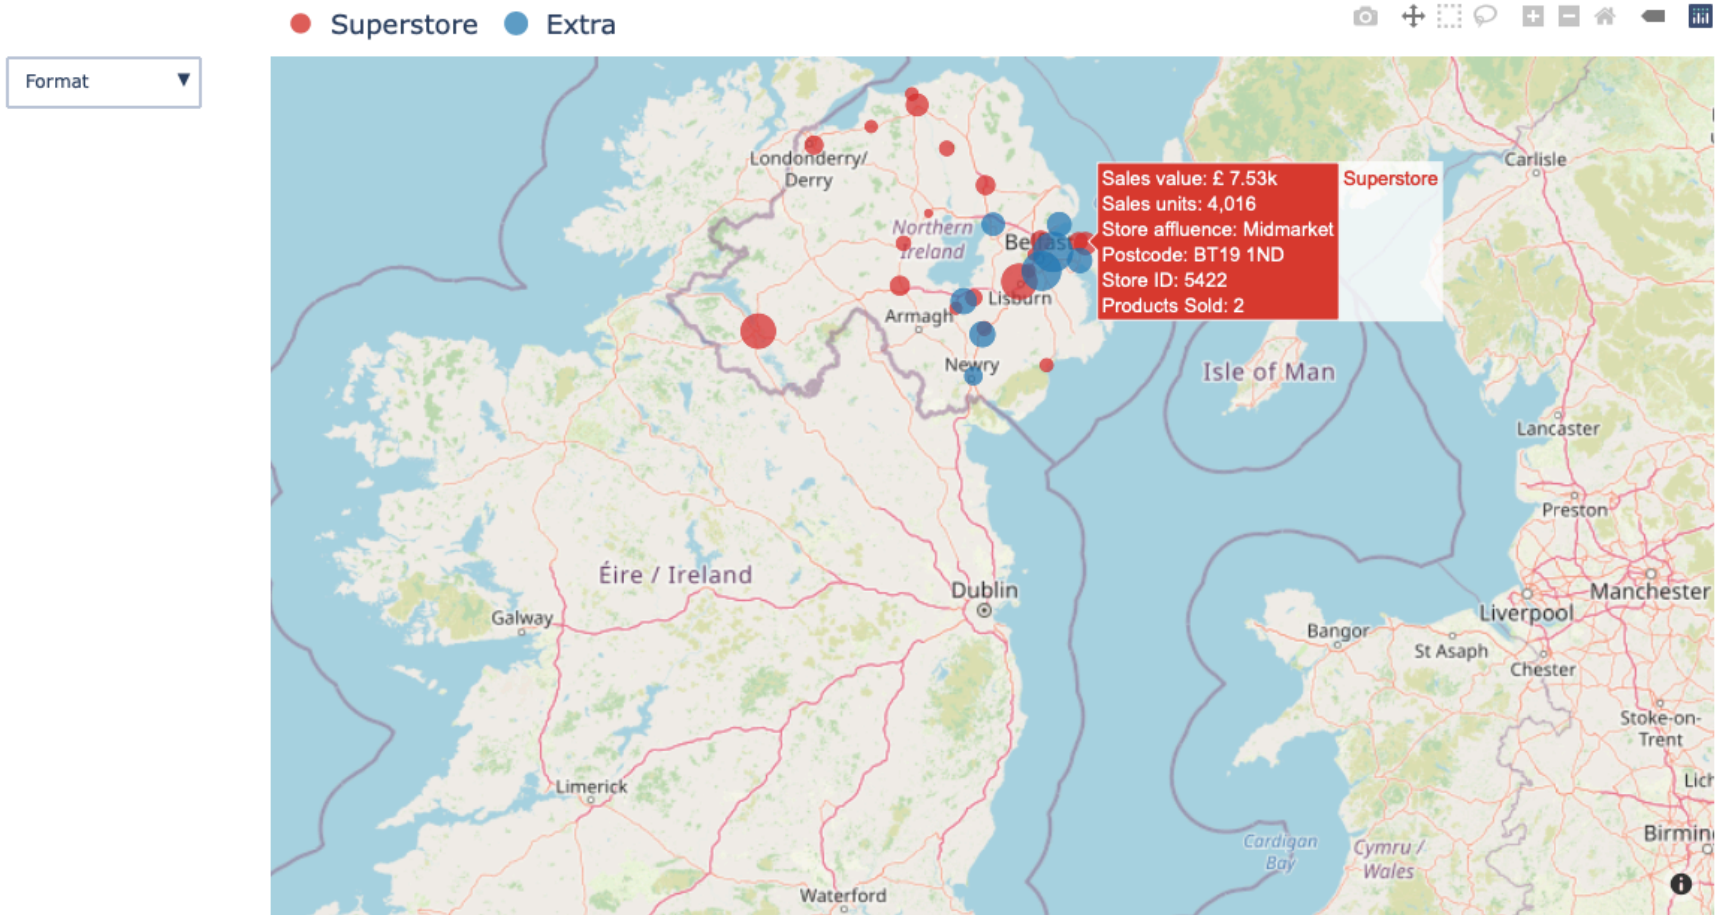 Superstore
Extra
Format
Londonderry/
Derry
Northern
Ireland
Belfast
Lisburn
Armagh
Newry
Sales value: £ 7.53k
Sales units: 4,016
Store affluence: Midmarket
Postcode: BT19 1ND
Store ID: 5422
Products Sold: 2
Superstore
Carlisle
Isle of Man
Lancaster
Preston
Éire / Ireland
Dublin
Galway
Manchester
Liverpool
Bangor
St Asaph
Chester
Stoke-on-
Trent
Limerick
Lich
Birmin
Cardigan
Bay
Cymru /
Wales
Waterford